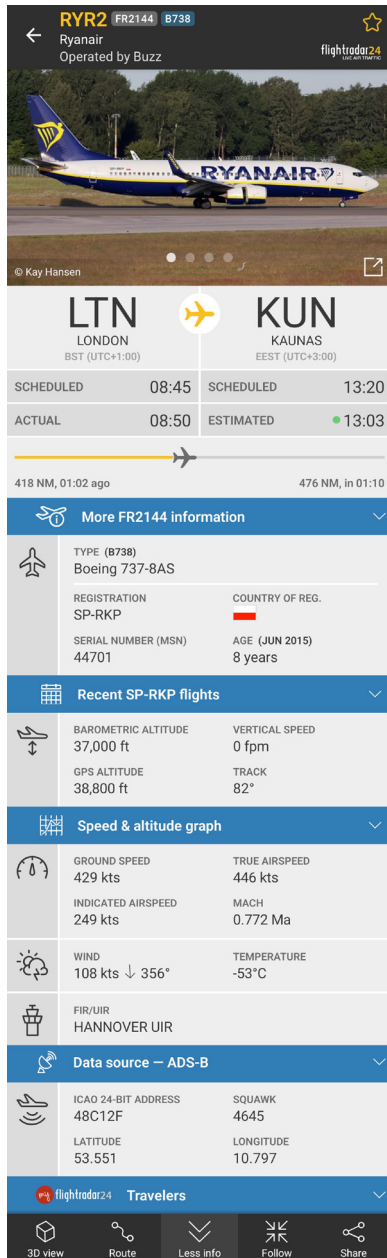 RYR2 FR2144 B738
Ryanair
Operated by Buzz
flightradar24
LIVE AIR TRAFFIC
RYANAIR
© Kay Hansen
LTN KUN
LONDON KAUNAS
BST (UTC+1:00) EEST (UTC+3:00)
SCHEDULED 08:45 SCHEDULED 13:20
ACTUAL 08:50 ESTIMATED 13:03
418 NM, 01:02 ago 476 NM, in 01:10
More FR2144 information
TYPE (B738)
Boeing 737-8AS
REGISTRATION COUNTRY OF REG.
SP-RKP
SERIAL NUMBER (MSN) AGE (JUN 2015)
44701 8 years
Recent SP-RKP flights
BAROMETRIC ALTITUDE VERTICAL SPEED
37,000 ft 0 fpm
GPS ALTITUDE TRACK
38,800 ft 82°
Speed & altitude graph
GROUND SPEED TRUE AIRSPEED
429 kts 446 kts
INDICATED AIRSPEED MACH
249 kts 0.772 Ma
WIND TEMPERATURE
108 kts ↓ 356° -53°C
FIR/UIR
HANNOVER UIR
Data source — ADS-B
ICAO 24-BIT ADDRESS SQUAWK
48C12F 4645
LATITUDE LONGITUDE
53.551 10.797
my flightradar24 Travelers
3D view Route Less info Follow Share